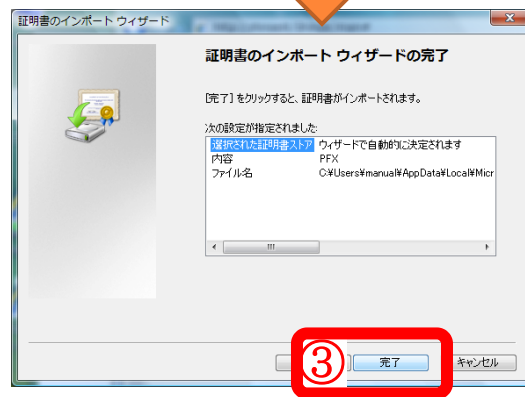 証明書のインポート ウィザード
証明書のインポート ウィザードの完了
[完了] をクリックすると、証明書がインポートされます。
次の設定が指定されました:
選択された証明書ストア ウィザードで自動的に決定されます
内容 PFX
ファイル名 C:¥Users¥manual¥AppData¥Local¥Micr
③ 完了 キャンセル